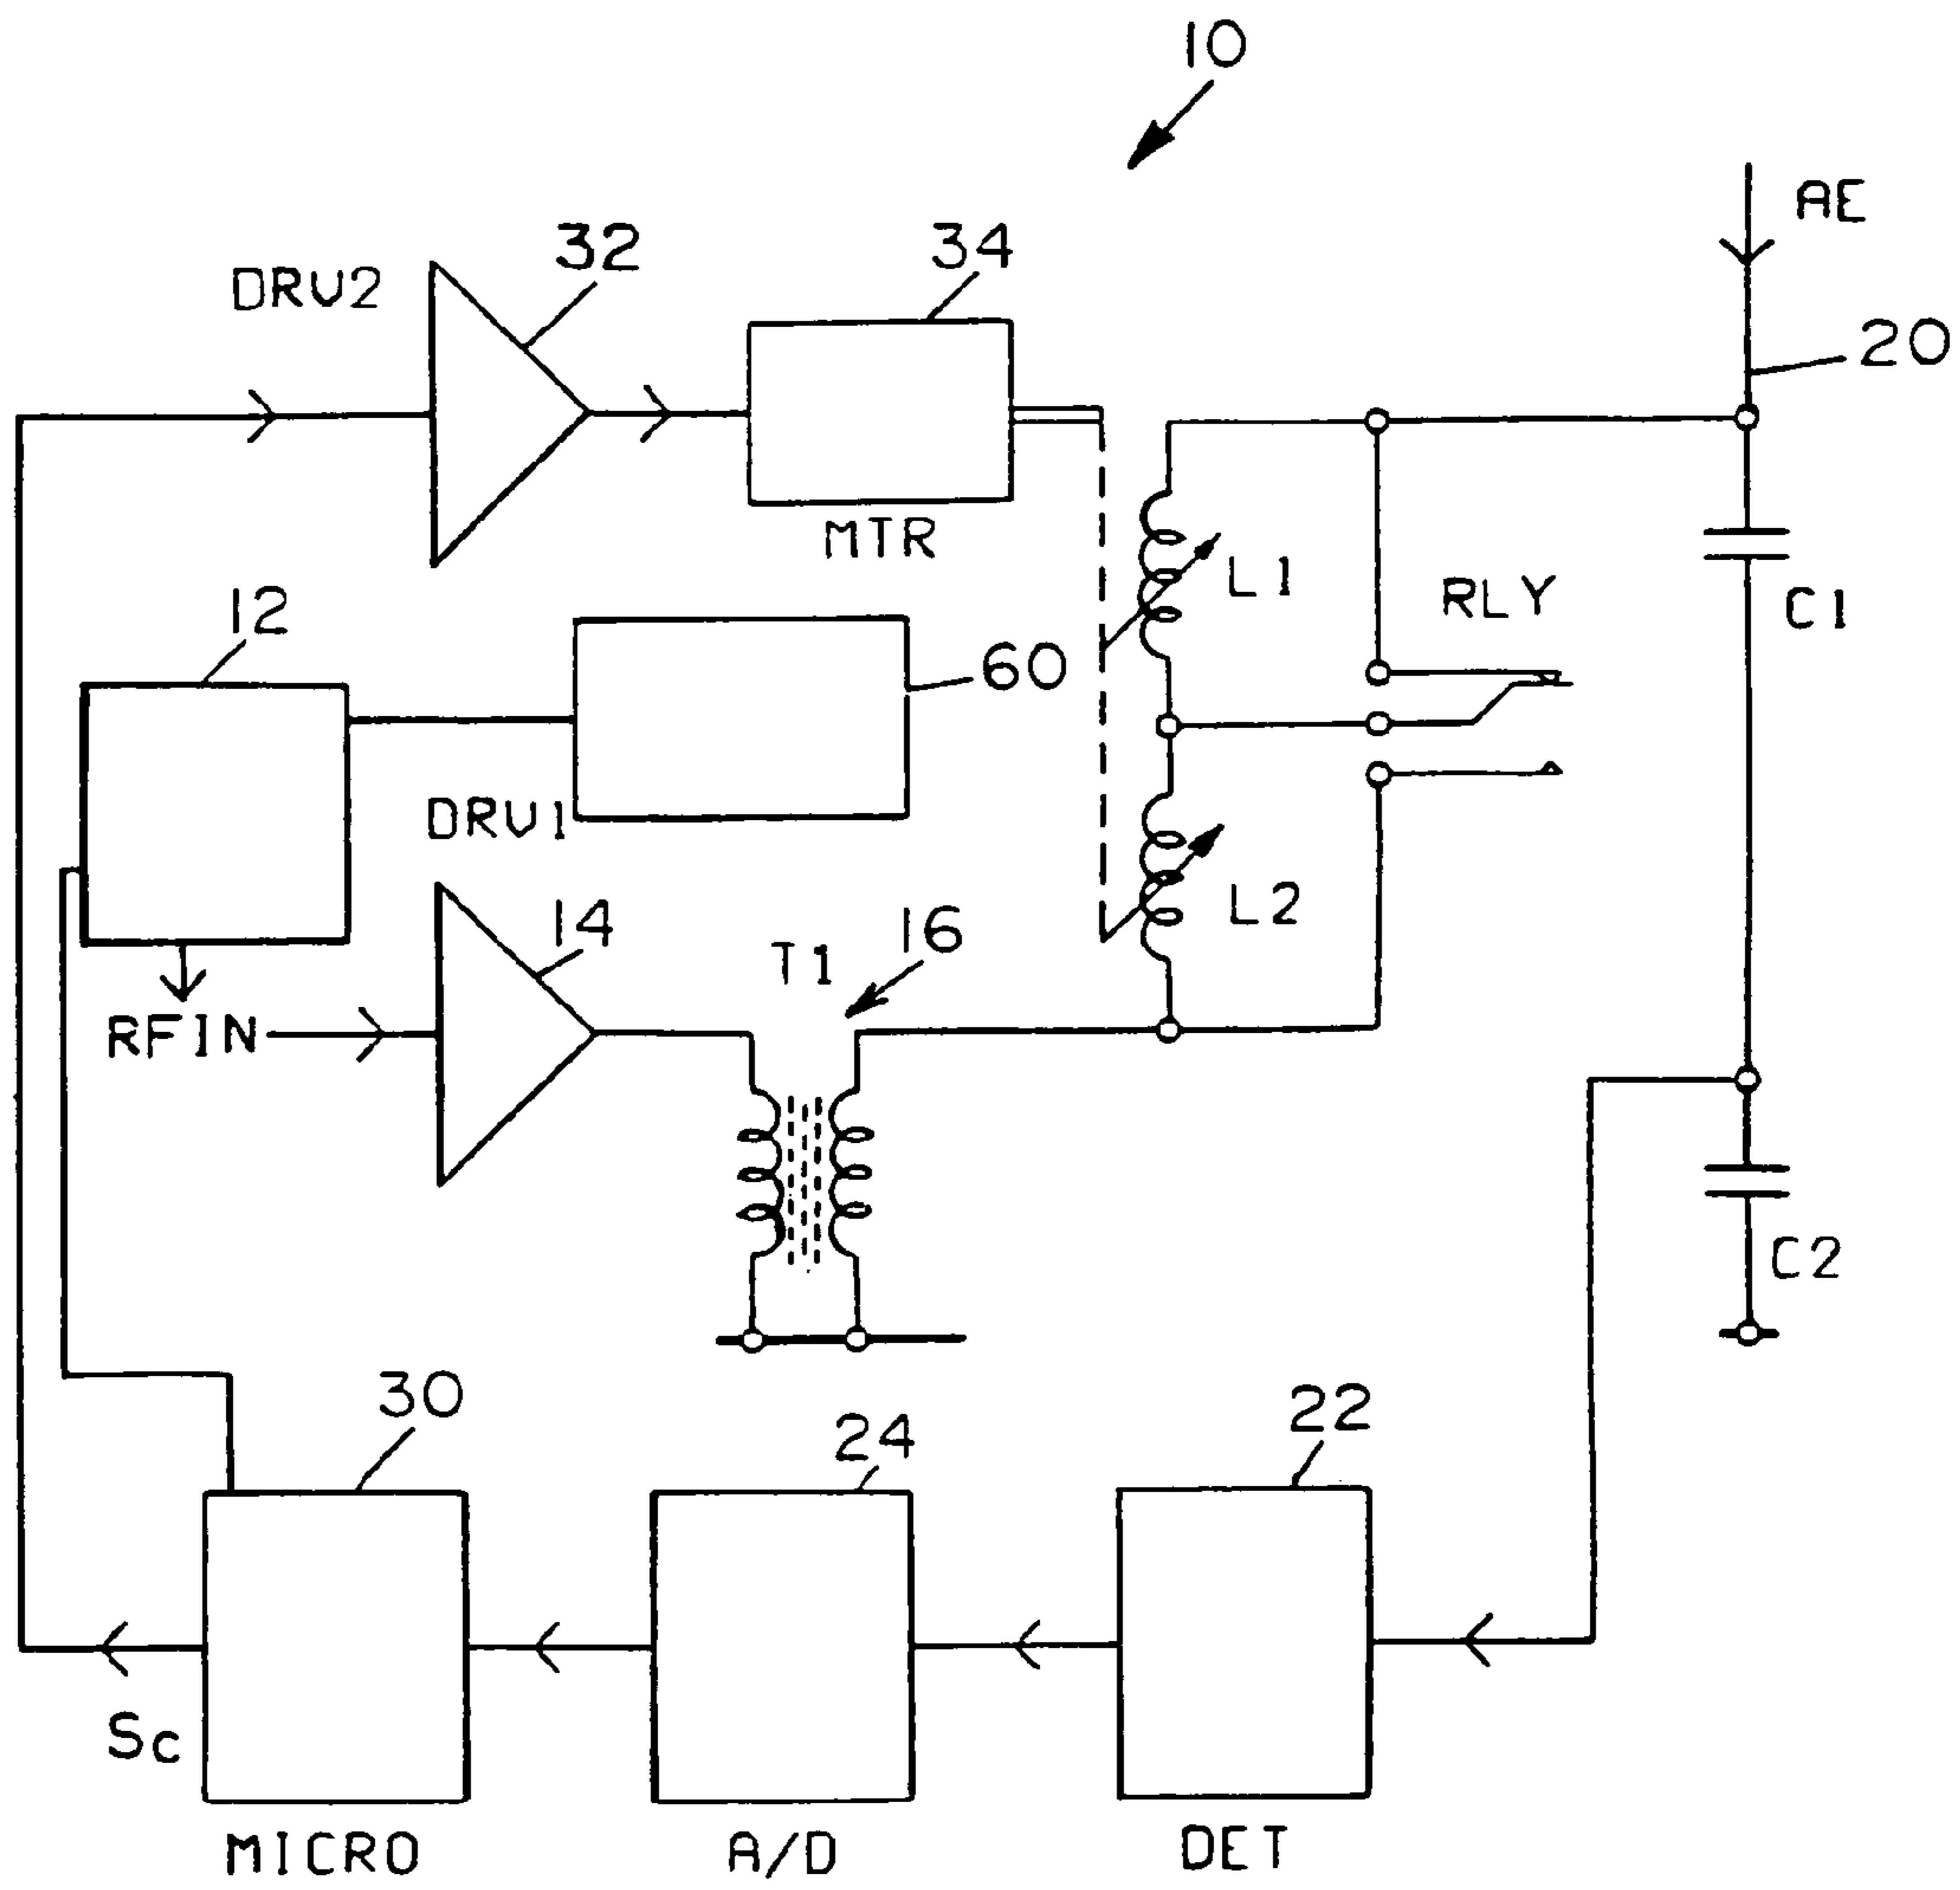 10
AE
32
34
DRV2
20
MTR
L1
RLY
C1
12
60
DRV1
14
T1
16
L2
RFIN
C2
30
24
22
Sc
MICRO
A/D
DET